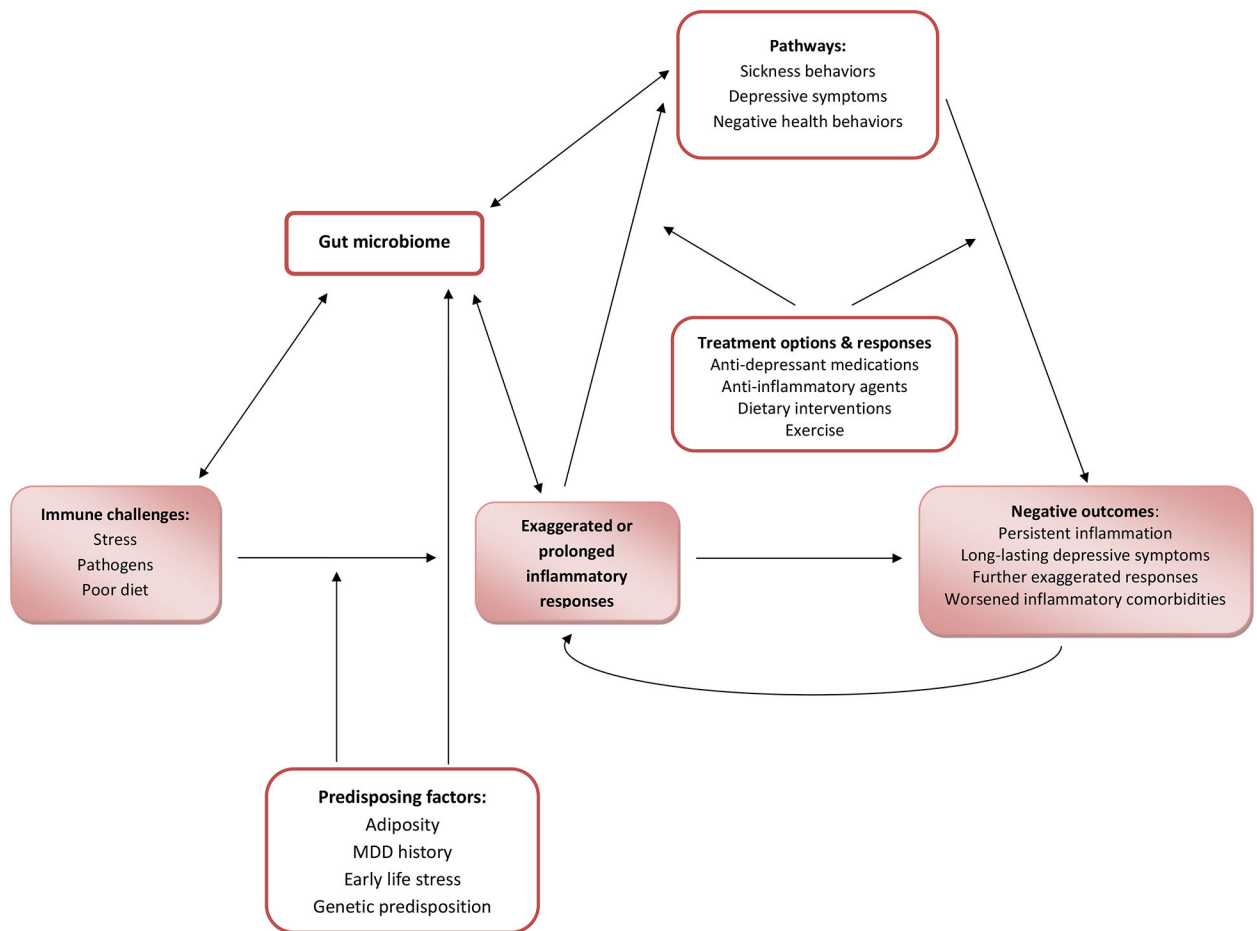 Pathways:
Sickness behaviors
Depressive symptoms
Negative health behaviors
Gut microbiome
Treatment options & responses
Anti-depressant medications
Anti-inflammatory agents
Dietary interventions
Exercise
Immune challenges:
Stress
Pathogens
Poor diet
Exaggerated or
prolonged
inflammatory
responses
Negative outcomes:
Persistent inflammation
Long-lasting depressive symptoms
Further exaggerated responses
Worsened inflammatory comorbidities
Predisposing factors:
Adiposity
MDD history
Early life stress
Genetic predisposition